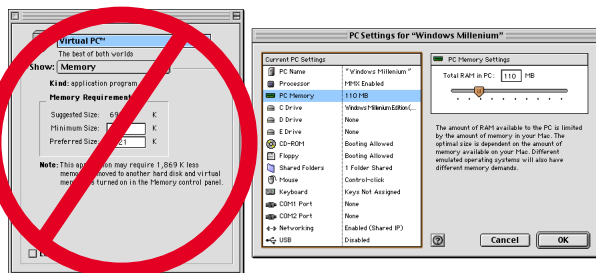 Virtual PC™
The best of both worlds
Show: Memory
Kind: application program
Memory Requirement
Suggested Size: K
Minimum Size: K
Preferred Size: 21 K
Note: This application may require 1,869 K less
memory moved to another hard disk and virtual
memory is turned on in the Memory control panel.
PC Settings for “Windows Millenium”
Current PC Settings
PC Name "Windows Millenium"
Processor MMX Enabled
PC Memory 110 MB
C Drive Windows Millenium Edition(...
D Drive None
E Drive None
CD-ROM Booting Allowed
Floppy Booting Allowed
Shared Folders 1 Folder Shared
Mouse Control-click
Keyboard Keys Not Assigned
COM1 Port None
COM2 Port None
Networking Enabled (Shared IP)
USB Disabled
PC Memory Settings
Total RAM in PC: 110 MB
The amount of RAM available to the PC is limited
by the amount of memory in your Mac. The
optimal size is dependent on the amount of
memory available on your Mac. Different
emulated operating systems will also have
different memory demands.
?
Cancel OK